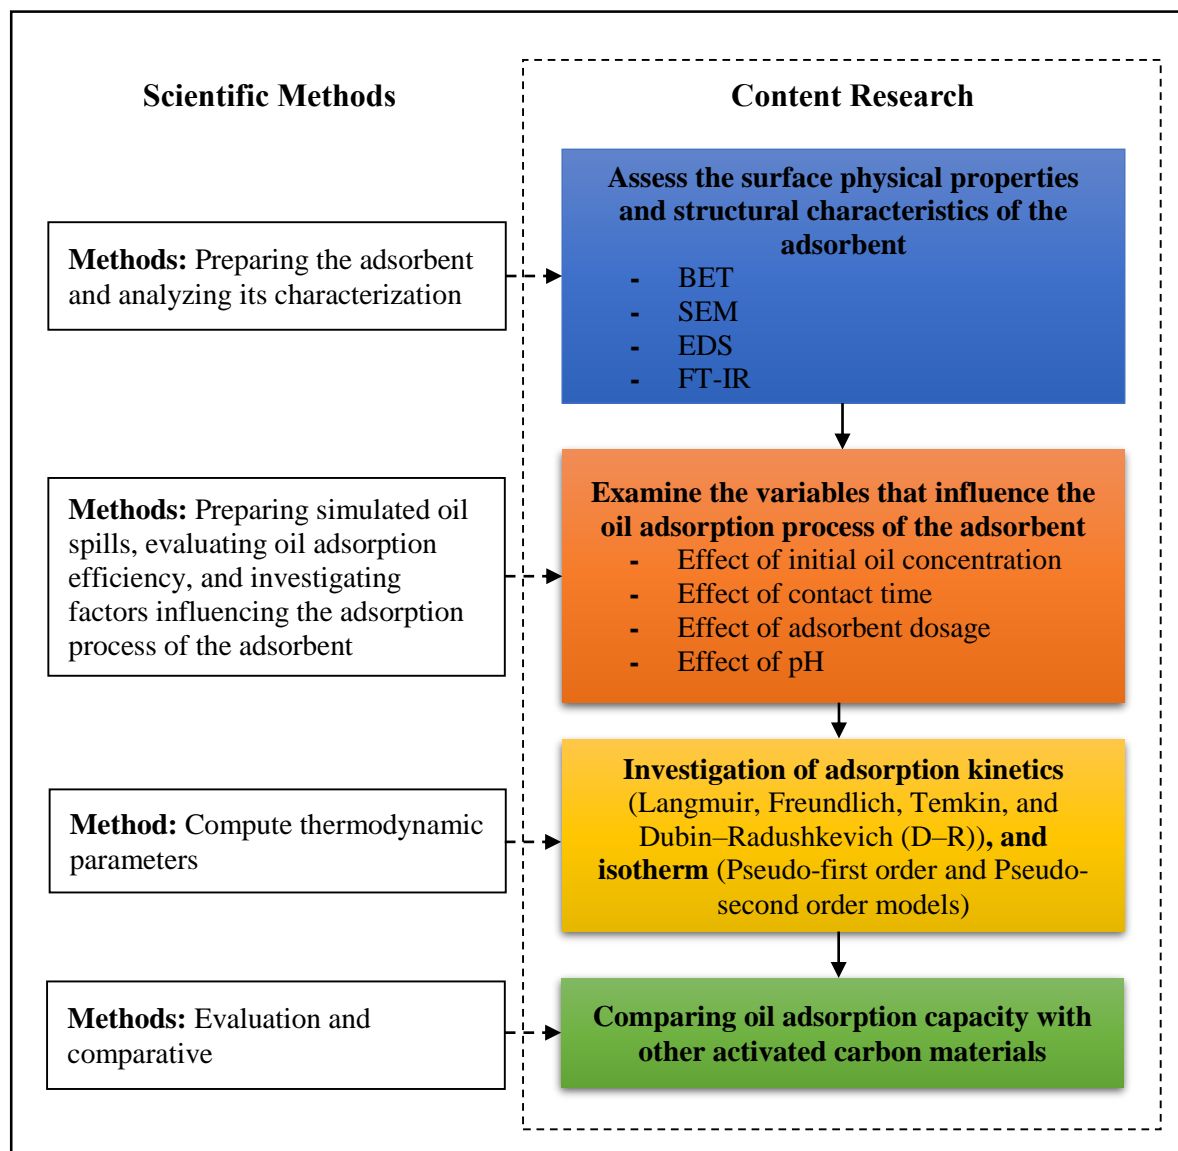 Scientific Methods
Content Research
Methods: Preparing the adsorbent
and analyzing its characterization
Assess the surface physical properties
and structural characteristics of the
adsorbent
- BET
- SEM
- EDS
- FT-IR
Methods: Preparing simulated oil
spills, evaluating oil adsorption
efficiency, and investigating
factors influencing the adsorption
process of the adsorbent
Examine the variables that influence the
oil adsorption process of the adsorbent
- Effect of initial oil concentration
- Effect of contact time
- Effect of adsorbent dosage
- Effect of pH
Method: Compute thermodynamic
parameters
Investigation of adsorption kinetics
(Langmuir, Freundlich, Temkin, and
Dubin–Radushkevich (D–R)), and
isotherm (Pseudo-first order and Pseudo-
second order models)
Methods: Evaluation and
comparative
Comparing oil adsorption capacity with
other activated carbon materials